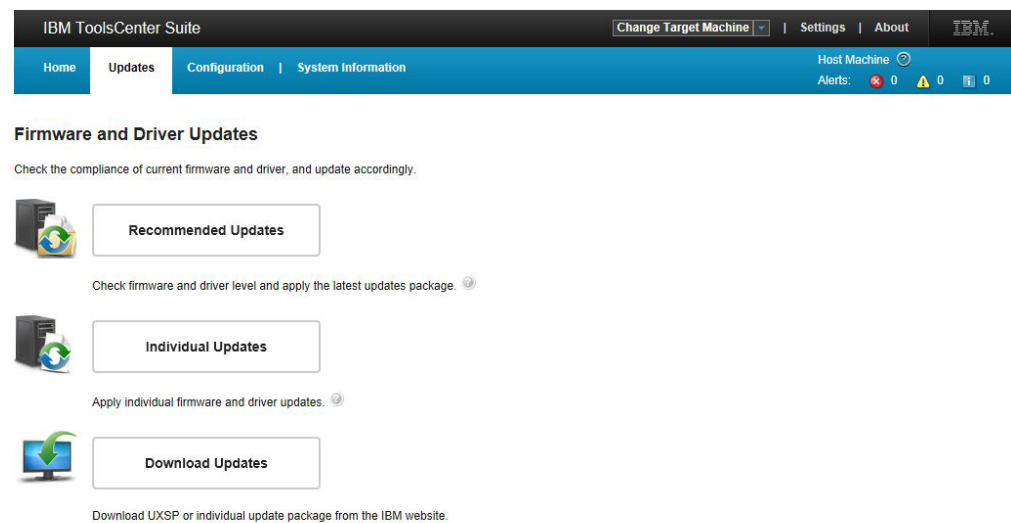 IBM ToolsCenter Suite Change Target Machine | Settings | About IBM.
Home Updates Configuration | System Information Host Machine ?
Alerts: 0 0 0
Firmware and Driver Updates
Check the compliance of current firmware and driver, and update accordingly.
Recommended Updates
Check firmware and driver level and apply the latest updates package. ?
Individual Updates
Apply individual firmware and driver updates. ?
Download Updates
Download UXSP or individual update package from the IBM website.